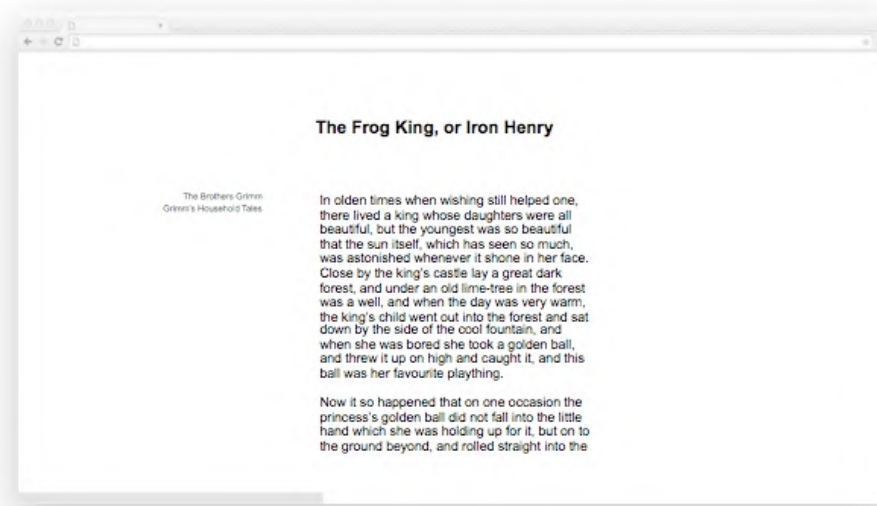 The Frog King, or Iron Henry
The Brothers Grimm
Grimm's Household Tales
In olden times when wishing still helped one,
there lived a king whose daughters were all
beautiful, but the youngest was so beautiful
that the sun itself, which has seen so much,
was astonished whenever it shone in her face.
Close by the king's castle lay a great dark
forest, and under an old lime-tree in the forest
was a well, and when the day was very warm,
the king's child went out into the forest and sat
down by the side of the cool fountain, and
when she was bored she took a golden ball,
and threw it up on high and caught it, and this
ball was her favourite plaything.
Now it so happened that on one occasion the
princess's golden ball did not fall into the little
hand which she was holding up for it, but on to
the ground beyond, and rolled straight into the